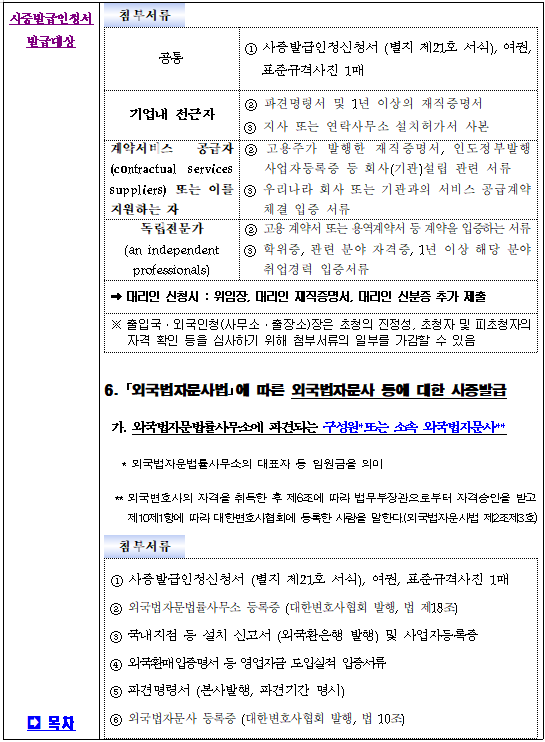 사증발급인정서
발급대상
첨부서류
공통
① 사증발급인정신청서 (별지 제21호 서식), 여권,
표준규격사진 1매
기업내 전근자
② 파견명령서 및 1년 이상의 재직증명서
③ 지사 또는 연락사무소 설치허가서 사본
계약서비스 공급자
(contractual services
suppliers) 또는 이를
지원하는 자
② 고용주가 발행한 재직증명서, 인도정부발행
사업자등록증 등 회사(기관)설립 관련 서류
③ 우리나라 회사 또는 기관과의 서비스 공급계약
체결 입증 서류
독립전문가
(an independent
professionals)
② 고용 계약서 또는 용역계약서 등 계약을 입증하는 서류
③ 학위증, 관련 분야 자격증, 1년 이상 해당 분야
취업경력 입증서류
➔ 대리인 신청시 : 위임장, 대리인 재직증명서, 대리인 신분증 추가 제출
※ 출입국·외국인청(사무소·출장소)장은 초청의 진정성, 초청자 및 피초청자의
자격 확인 등을 심사하기 위해 첨부서류의 일부를 가감할 수 있음
6. 「외국법자문사법」에 따른 외국법자문사 등에 대한 사증발급
가. 외국법자문법률사무소에 파견되는 구성원*또는 소속 외국법자문사**
* 외국법자문법률사무소의 대표자 등 임원급을 의미
** 외국변호사의 자격을 취득한 후 제6조에 따라 법무부장관으로부터 자격승인을 받고
제10제1항에 따라 대한변호사협회에 등록한 사람을 말한다.(외국법자문사법 제2조제3호)
첨부서류
① 사증발급인정신청서 (별지 제21호 서식), 여권, 표준규격사진 1매
② 외국법자문법률사무소 등록증 (대한변호사협회 발행, 법 제18조)
③ 국내지점 등 설치 신고서 (외국환은행 발행) 및 사업자등록증
④ 외국환매입증명서 등 영업자금 도입실적 입증서류
⑤ 파견명령서 (본사발행, 파견기간 명시)
⑥ 외국법자문사 등록증 (대한변호사협회 발행, 법 10조)
➲ 목차